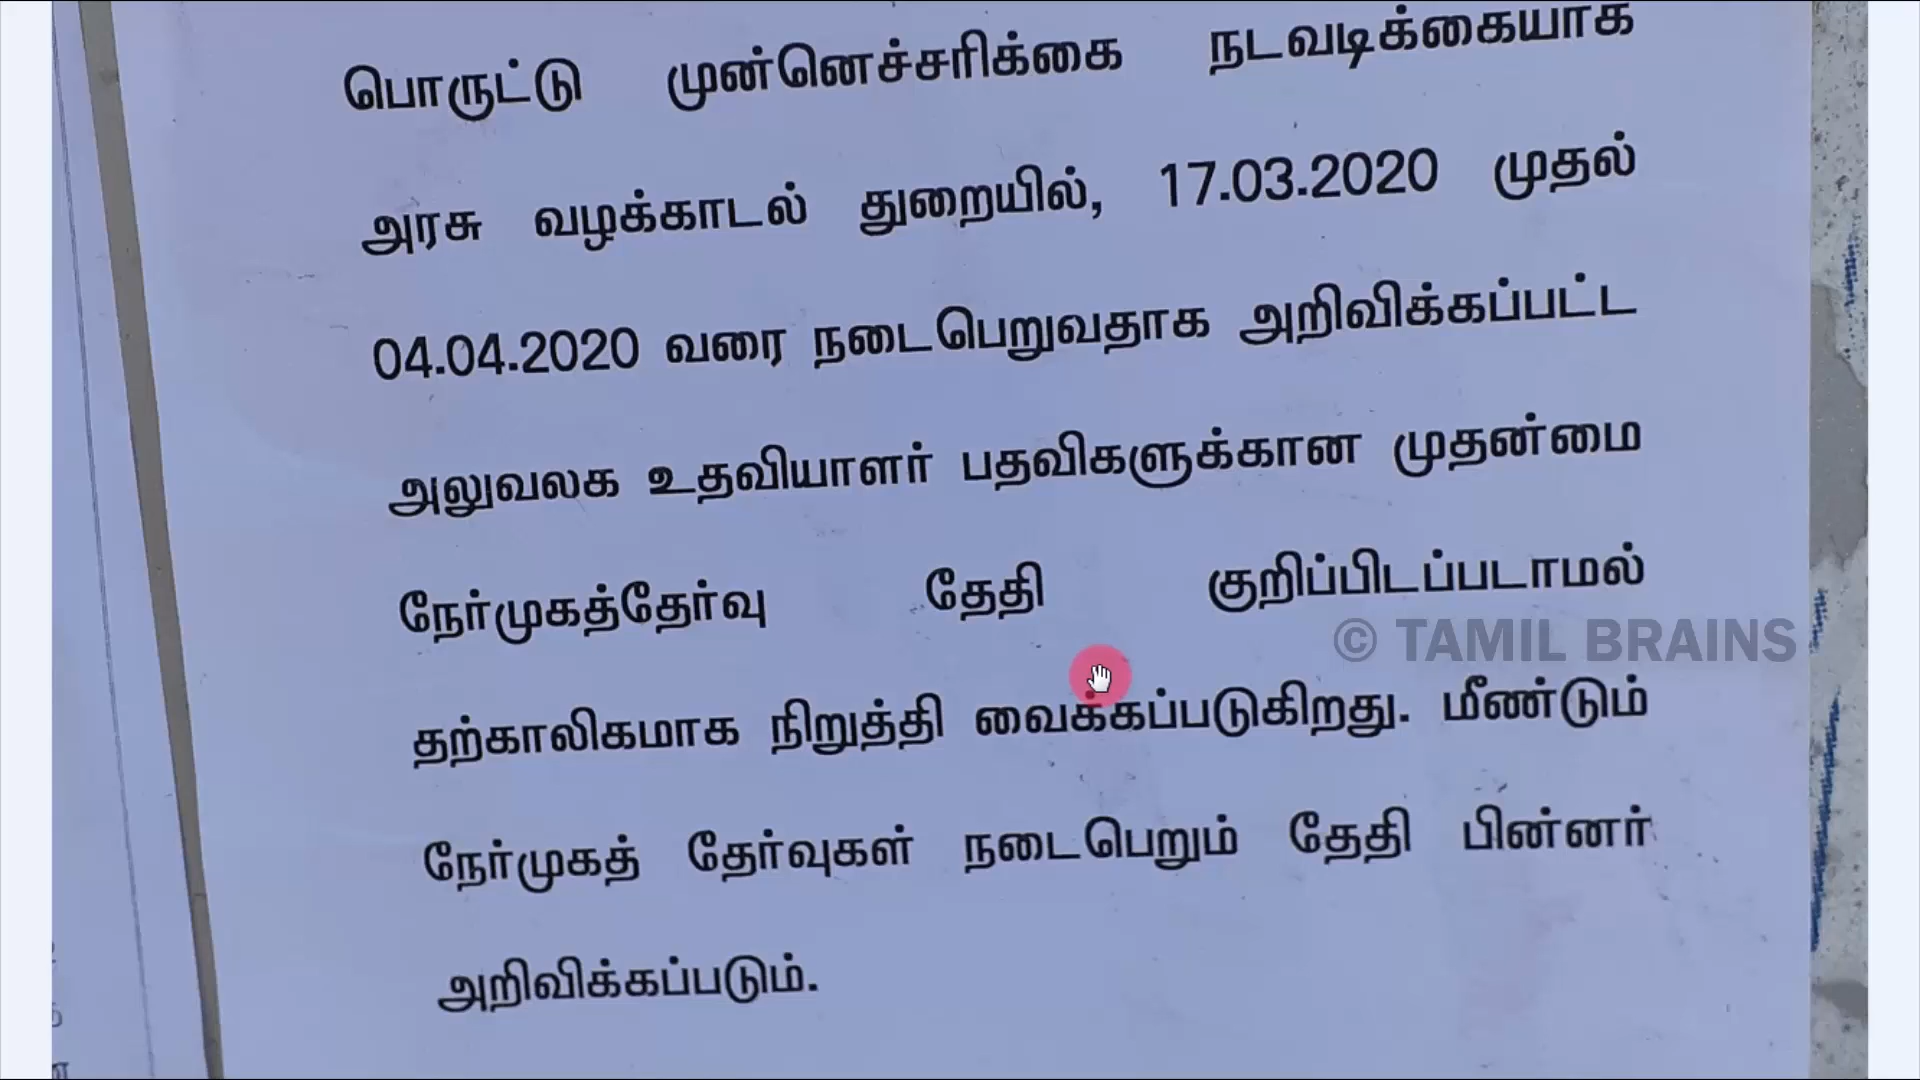 பொருட்டு முன்னெச்சரிக்கை நடவடிக்கையாக
அரசு வழக்காடல் துறையில், 17.03.2020 முதல்
04.04.2020 வரை நடைபெறுவதாக அறிவிக்கப்பட்ட
அலுவலக உதவியாளர் பதவிகளுக்கான முதன்மை
நேர்முகத்தேர்வு தேதி குறிப்பிடப்படாமல்
© TAMIL BRAINS
தற்காலிகமாக நிறுத்தி வைக்கப்படுகிறது. மீண்டும்
நேர்முகத் தேர்வுகள் நடைபெறும் தேதி பின்னர்
அறிவிக்கப்படும்.